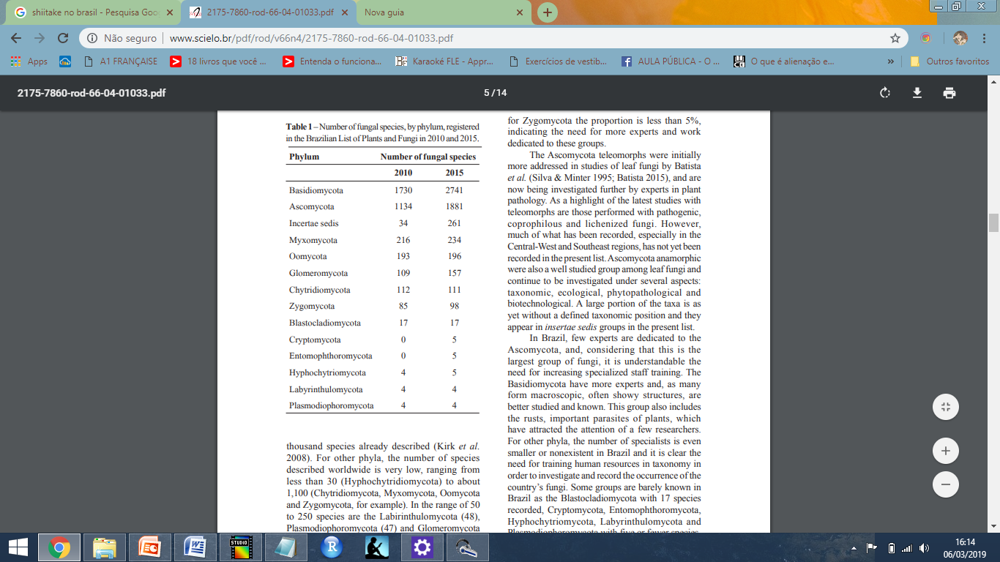 shiitake no brasil - Pesquisa Goo
2175-7860-rod-66-04-01033.pdf
Nova guia
Não seguro
www.scielo.br/pdf/rod/v66n4/2175-7860-rod-66-04-01033.pdf
Apps
A1 FRANÇAISE
18 livros que você ...
Entenda o funciona...
Karaoké FLE - Appr...
Exercícios de vestib...
AULA PÚBLICA - O ...
O que é alienação e...
»
Outros favoritos
2175-7860-rod-66-04-01033.pdf
5 / 14
Table 1 – Number of fungal species, by phylum, registered
in the Brazilian List of Plants and Fungi in 2010 and 2015.
Phylum Number of fungal species
2010 2015
Basidiomycota 1730 2741
Ascomycota 1134 1881
Incertae sedis 34 261
Myxomycota 216 234
Oomycota 193 196
Glomeromycota 109 157
Chytridiomycota 112 111
Zygomycota 85 98
Blastocladiomycota 17 17
Cryptomycota 0 5
Entomophthoromycota 0 5
Hyphochytriomycota 4 5
Labyrinthulomycota 4 4
Plasmodiophoromycota 4 4
thousand species already described (Kirk et al.
2008). For other phyla, the number of species
described worldwide is very low, ranging from
less than 30 (Hyphochytridiomycota) to about
1,100 (Chytridiomycota, Myxomycota, Oomycota
and Zygomycota, for example). In the range of 50
to 250 species are the Labirinthulomycota (48),
Plasmodiophoromycota (47) and Glomeromycota
for Zygomycota the proportion is less than 5%,
indicating the need for more experts and work
dedicated to these groups.
The Ascomycota teleomorphs were initially
more addressed in studies of leaf fungi by Batista
et al. (Silva & Minter 1995; Batista 2015), and are
now being investigated further by experts in plant
pathology. As a highlight of the latest studies with
teleomorphs are those performed with pathogenic,
coprophilous and lichenized fungi. However,
much of what has been recorded, especially in the
Central-West and Southeast regions, has not yet been
recorded in the present list. Ascomycota anamorphic
were also a well studied group among leaf fungi and
continue to be investigated under several aspects:
taxonomic, ecological, phytopathological and
biotechnological. A large portion of the taxa is as
yet without a defined taxonomic position and they
appear in insertae sedis groups in the present list.
In Brazil, few experts are dedicated to the
Ascomycota, and, considering that this is the
largest group of fungi, it is understandable the
need for increasing specialized staff training. The
Basidiomycota have more experts and, as many
form macroscopic, often showy structures, are
better studied and known. This group also includes
the rusts, important parasites of plants, which
have attracted the attention of a few researchers.
For other phyla, the number of specialists is even
smaller or nonexistent in Brazil and it is clear the
need for training human resources in taxonomy in
order to investigate and record the occurrence of the
country's fungi. Some groups are barely known in
Brazil as the Blastocladiomycota with 17 species
recorded, Cryptomycota, Entomophthoromycota,
Hyphochytriomycota, Labyrinthulomycota and
Plasmodiophoromycota with five or fewer species.
STUDIO
R
16:14
06/03/2019